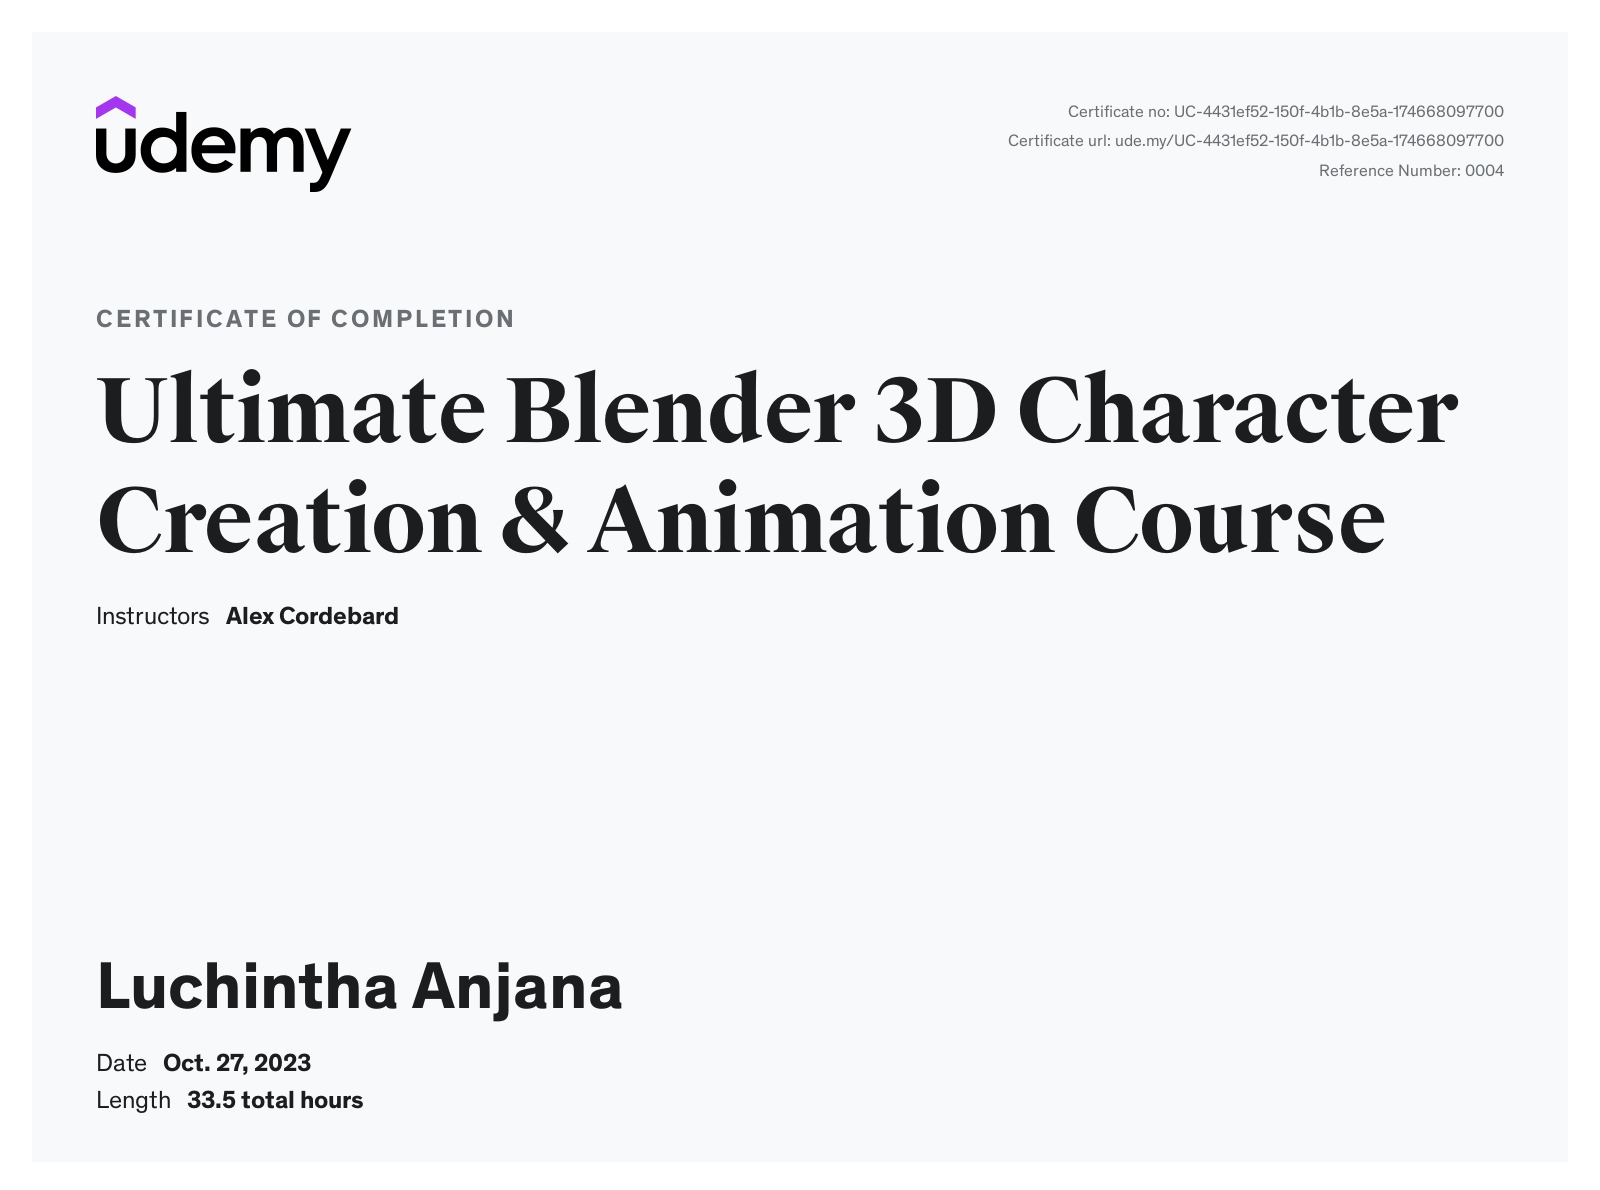 udemy
Certificate no: UC-4431ef52-150f-4b1b-8e5a-174668097700
Certificate url: ude.my/UC-4431ef52-150f-4b1b-8e5a-174668097700
Reference Number: 0004
CERTIFICATE OF COMPLETION
Ultimate Blender 3D Character
Creation & Animation Course
Instructors Alex Cordebard
Luchintha Anjana
Date Oct. 27, 2023
Length 33.5 total hours